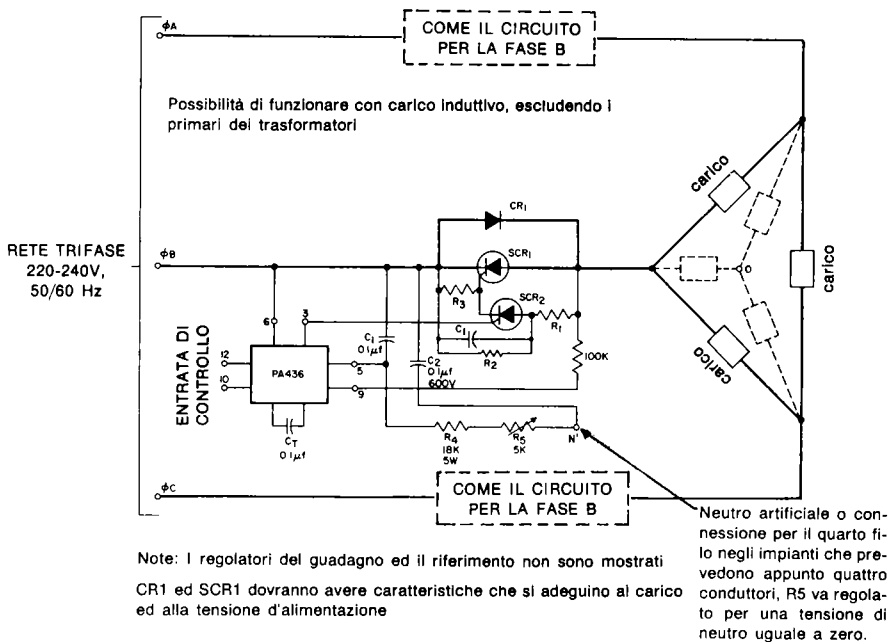 φA
COME IL CIRCUITO
PER LA FASE B
Possibilità di funzionare con carico induttivo, escludendo i
primari dei trasformatori
carico
CR1
RETE TRIFASE
220-240V,
50/60 Hz
φB
SCR1
O
carico
R3
SCR2
6
3
C1
0.1μf
C1
R1
ENTRATA DI
CONTROLLO
12
10
PA436
5
9
C2
0.1μf
600V
R2
100K
carico
CT
0.1μf
R4
18K
5W
R5
5K
N'
φC
COME IL CIRCUITO
PER LA FASE B
Neutro artificiale o con-
nessione per il quarto fi-
lo negli impianti che pre-
vedono appunto quattro
conduttori, R5 va regola-
to per una tensione di
neutro uguale a zero.
Note: I regolatori del guadagno ed il riferimento non sono mostrati
CR1 ed SCR1 dovranno avere caratteristiche che si adeguino al carico
ed alla tensione d'alimentazione